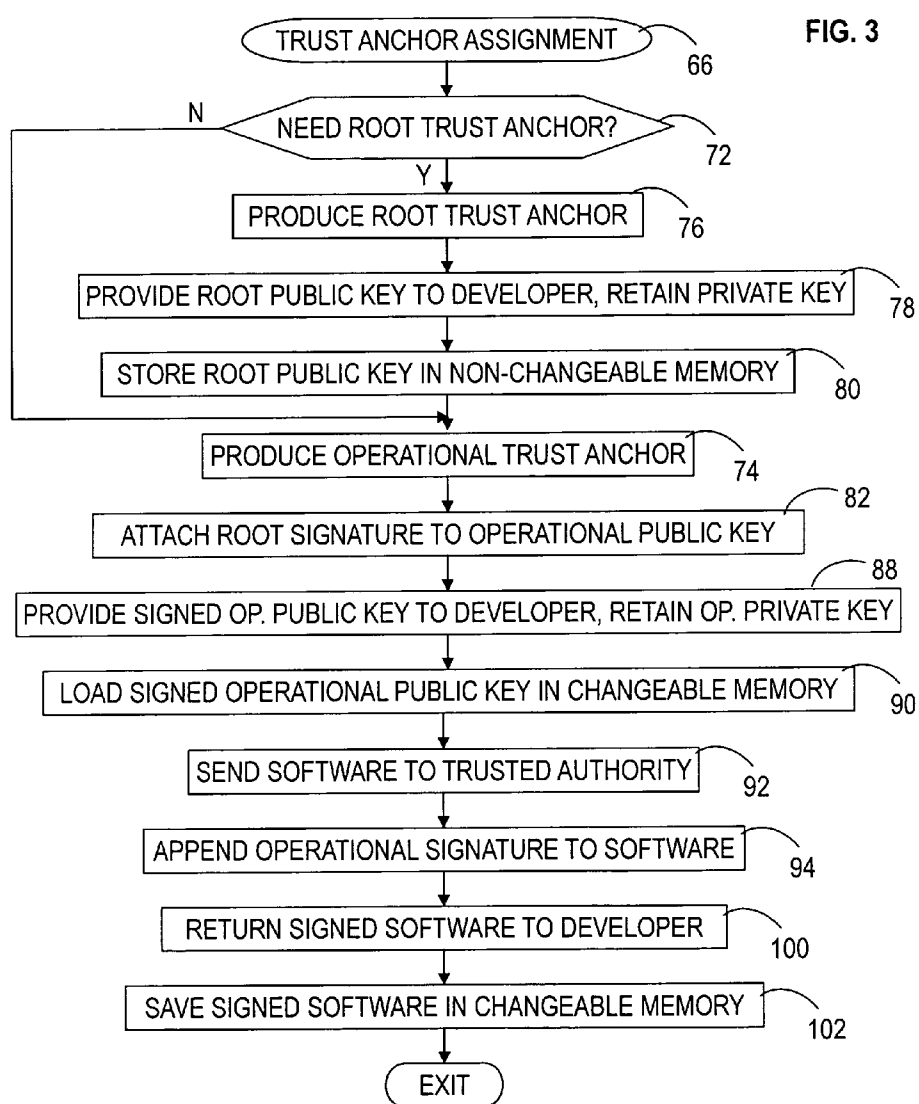 FIG. 3
TRUST ANCHOR ASSIGNMENT
66
N
NEED ROOT TRUST ANCHOR?
72
Y
PRODUCE ROOT TRUST ANCHOR
76
PROVIDE ROOT PUBLIC KEY TO DEVELOPER, RETAIN PRIVATE KEY
78
STORE ROOT PUBLIC KEY IN NON-CHANGEABLE MEMORY
80
PRODUCE OPERATIONAL TRUST ANCHOR
74
82
ATTACH ROOT SIGNATURE TO OPERATIONAL PUBLIC KEY
88
PROVIDE SIGNED OP. PUBLIC KEY TO DEVELOPER, RETAIN OP. PRIVATE KEY
LOAD SIGNED OPERATIONAL PUBLIC KEY IN CHANGEABLE MEMORY
90
SEND SOFTWARE TO TRUSTED AUTHORITY
92
APPEND OPERATIONAL SIGNATURE TO SOFTWARE
94
RETURN SIGNED SOFTWARE TO DEVELOPER
100
SAVE SIGNED SOFTWARE IN CHANGEABLE MEMORY
102
EXIT